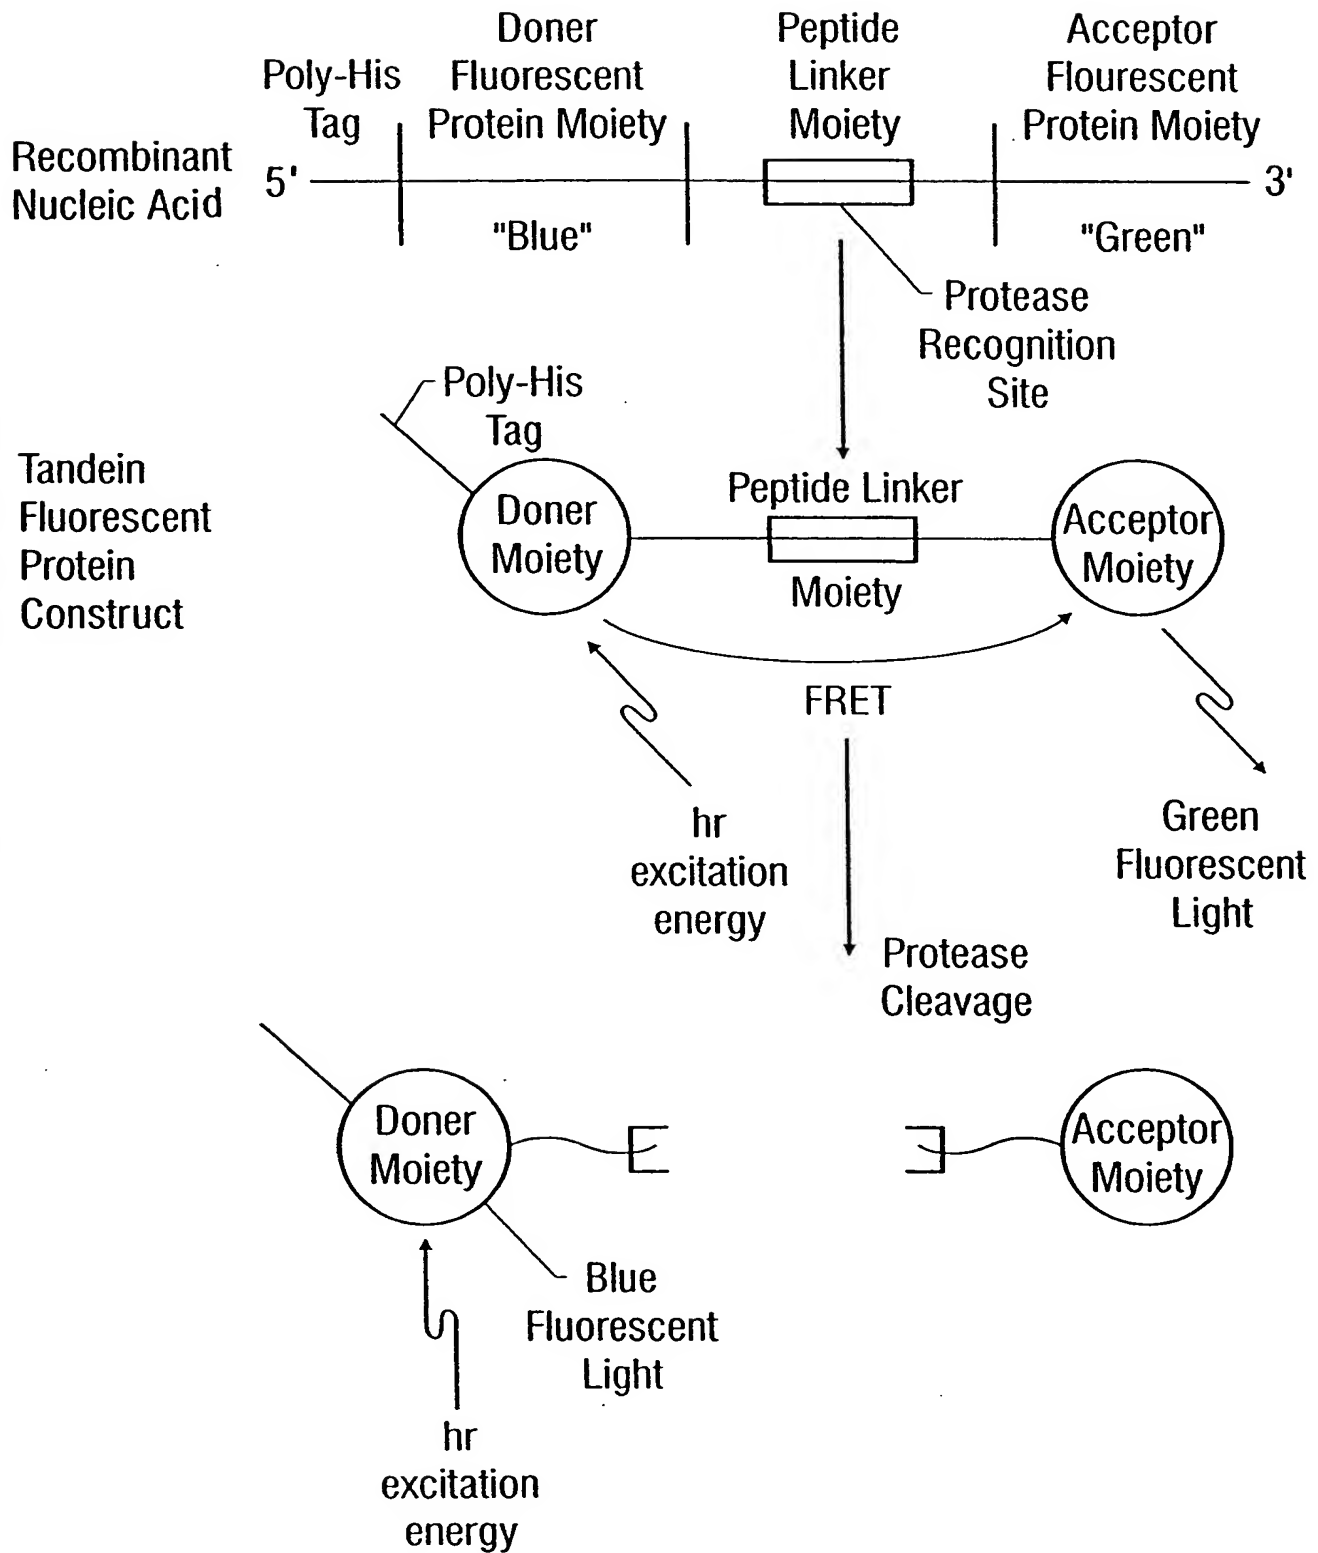 Poly-His
Tag
Doner
Fluorescent
Protein Moiety
Peptide
Linker
Moiety
Acceptor
Flourescent
Protein Moiety
Recombinant
Nucleic Acid
5'
3'
"Blue"
"Green"
Protease
Recognition
Site
Poly-His
Tag
Tandein
Fluorescent
Protein
Construct
Doner
Moiety
Peptide Linker
Moiety
Acceptor
Moiety
FRET
hr
excitation
energy
Green
Fluorescent
Light
Protease
Cleavage
Doner
Moiety
Acceptor
Moiety
Blue
Fluorescent
Light
hr
excitation
energy